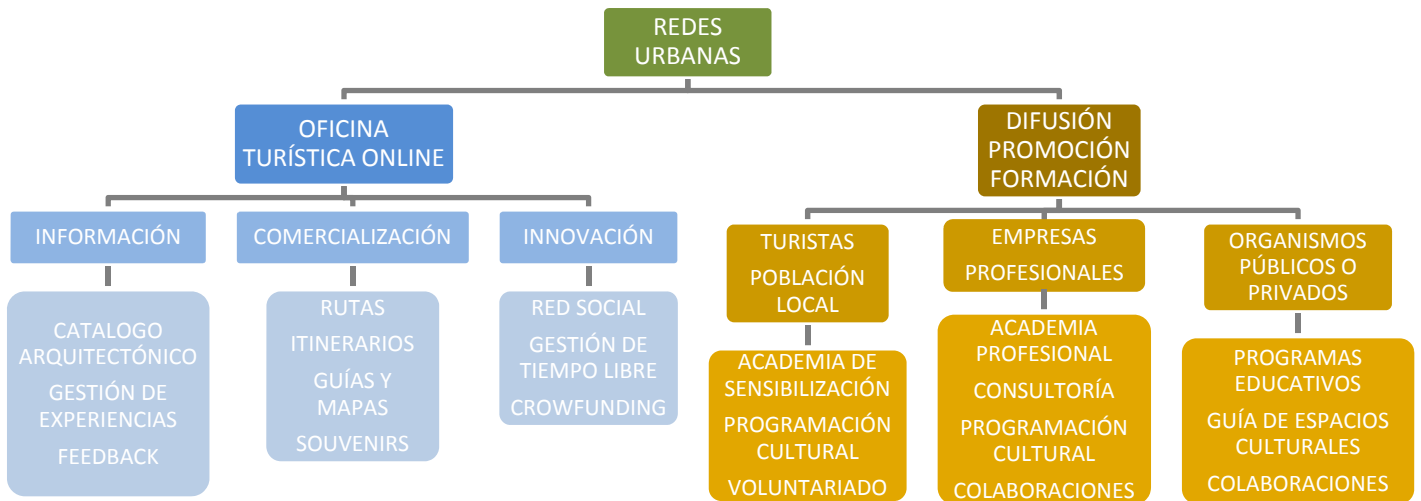 REDES
URBANAS
OFICINA
TURÍSTICA ONLINE
DIFUSIÓN
PROMOCIÓN
FORMACIÓN
INFORMACIÓN
COMERCIALIZACIÓN
INNOVACIÓN
TURISTAS
POBLACIÓN
LOCAL
EMPRESAS
PROFESIONALES
ORGANISMOS
PÚBLICOS O
PRIVADOS
CATALOGO
ARQUITECTÓNICO
GESTIÓN DE
EXPERIENCIAS
FEEDBACK
RUTAS
ITINERARIOS
GUÍAS Y
MAPAS
SOUVENIRS
RED SOCIAL
GESTIÓN DE
TIEMPO LIBRE
CROWFUNDING
ACADEMIA DE
SENSIBILIZACIÓN
PROGRAMACIÓN
CULTURAL
VOLUNTARIADO
ACADEMIA
PROFESIONAL
CONSULTORÍA
PROGRAMACIÓN
CULTURAL
COLABORACIONES
PROGRAMAS
EDUCATIVOS
GUÍA DE ESPACIOS
CULTURALES
COLABORACIONES